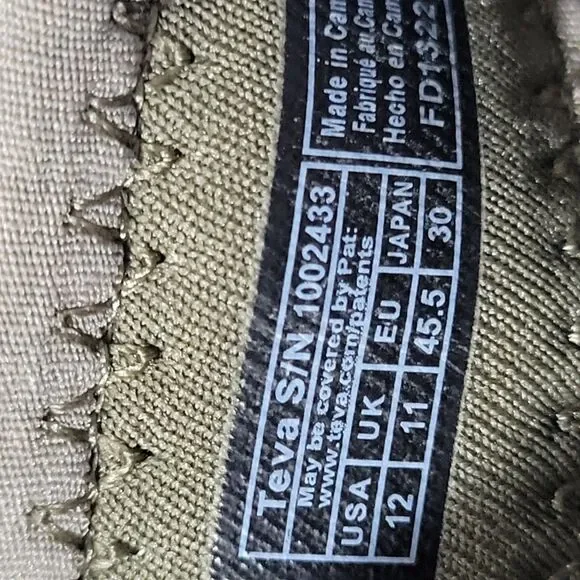 Teva S/N 1002433
May be covered by Pat:
www.teva.com/patents
USA UK EU JAPAN
12 11 45.5 30
Made in Cam
Fabriqué au Cam
Hecho en Cam
FD1322